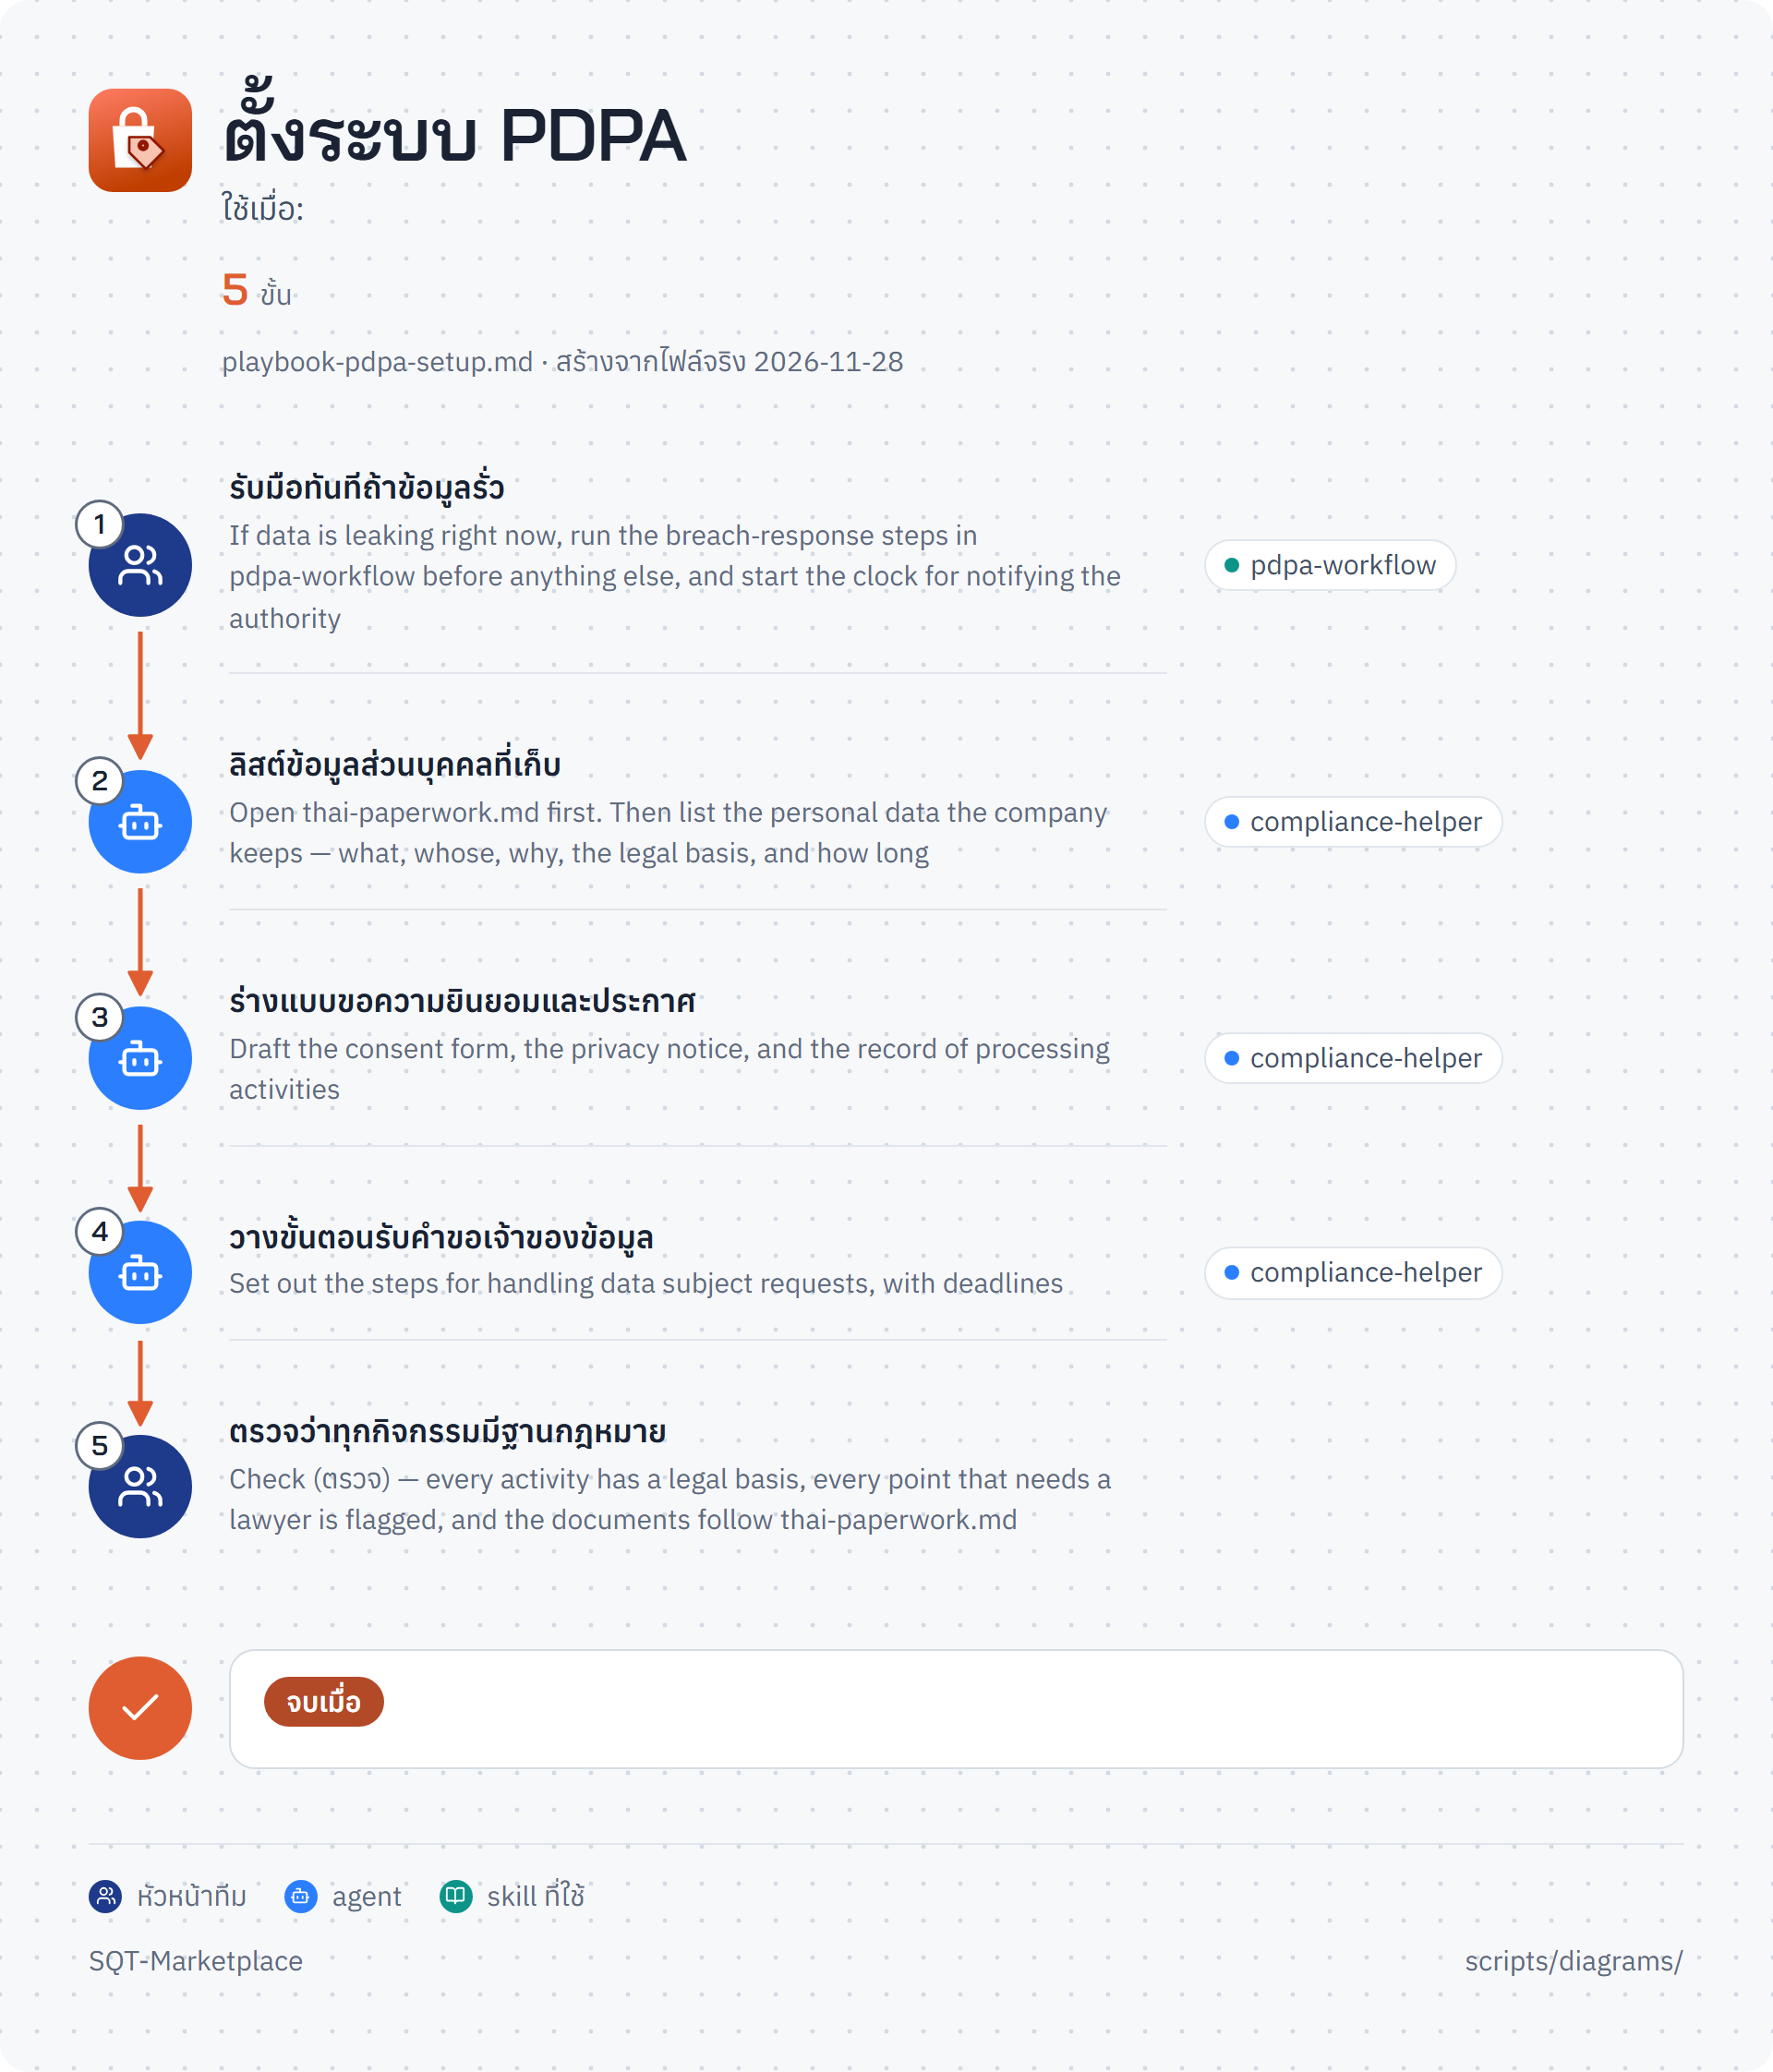 ตั้งระบบ PDPA
ใช้เมื่อ:
5 ขั้น
playbook-pdpa-setup.md · สร้างจากไฟล์จริง 2026-11-28
1
รับมือทันทีถ้าข้อมูลรั่ว
If data is leaking right now, run the breach-response steps in
pdpa-workflow before anything else, and start the clock for notifying the
authority
pdpa-workflow
2
ลิสต์ข้อมูลส่วนบุคคลที่เก็บ
Open thai-paperwork.md first. Then list the personal data the company
keeps — what, whose, why, the legal basis, and how long
compliance-helper
3
ร่างแบบขอความยินยอมและประกาศ
Draft the consent form, the privacy notice, and the record of processing
activities
compliance-helper
4
วางขั้นตอนรับคำขอเจ้าของข้อมูล
Set out the steps for handling data subject requests, with deadlines
compliance-helper
5
ตรวจว่าทุกกิจกรรมมีฐานกฎหมาย
Check (ตรวจ) — every activity has a legal basis, every point that needs a
lawyer is flagged, and the documents follow thai-paperwork.md
จบเมื่อ
หัวหน้าทีม agent skill ที่ใช้
SQT-Marketplace scripts/diagrams/